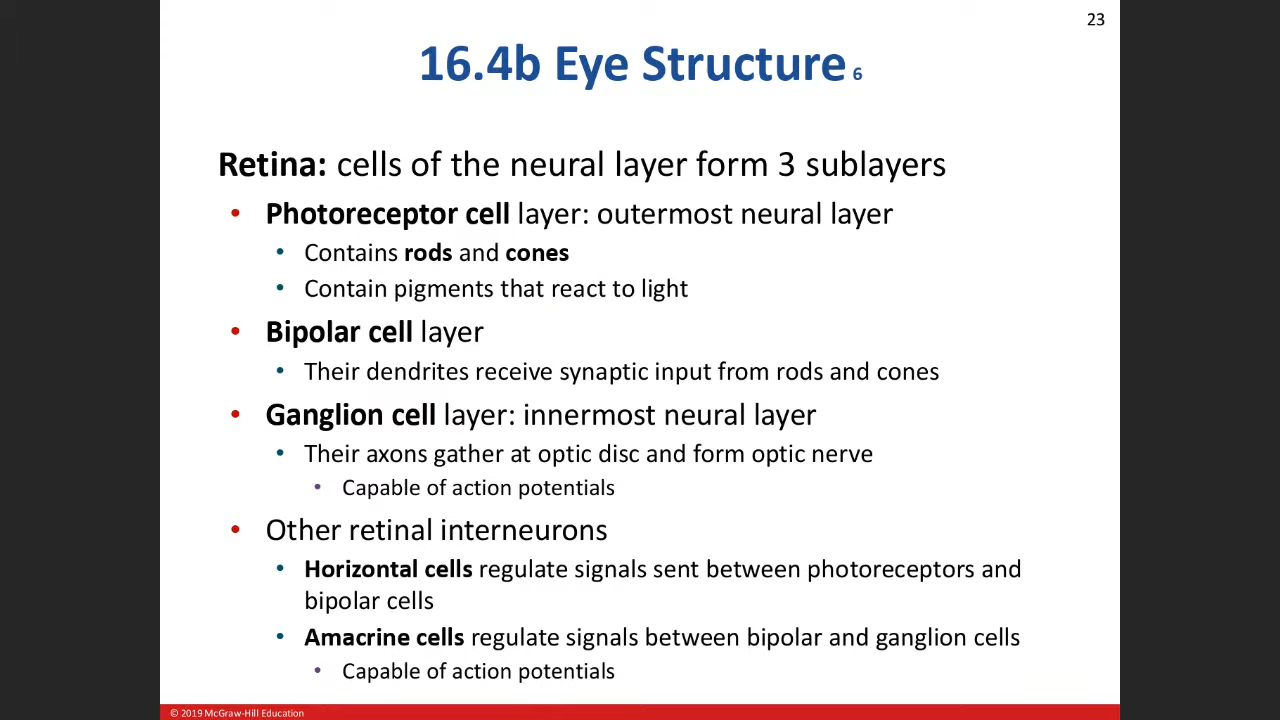 23
16.4b Eye Structure 6
Retina: cells of the neural layer form 3 sublayers
• Photoreceptor cell layer: outermost neural layer
• Contains rods and cones
• Contain pigments that react to light
• Bipolar cell layer
• Their dendrites receive synaptic input from rods and cones
• Ganglion cell layer: innermost neural layer
• Their axons gather at optic disc and form optic nerve
• Capable of action potentials
• Other retinal interneurons
• Horizontal cells regulate signals sent between photoreceptors and
bipolar cells
• Amacrine cells regulate signals between bipolar and ganglion cells
• Capable of action potentials
© 2019 McGraw-Hill Education